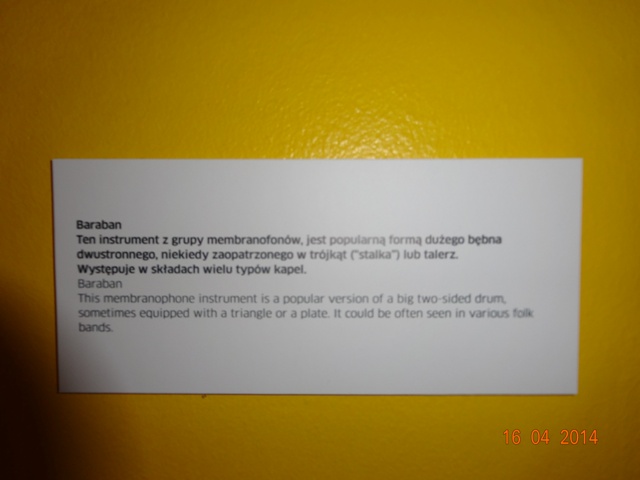 Baraban
Ten instrument z grupy membranofonów, jest popularną formą dużego bębna
dwustronnego, niekiedy zaopatrzonego w trójkąt ("stalka") lub talerz.
Występuje w składach wielu typów kapel.
Baraban
This membranophone instrument is a popular version of a big two-sided drum,
sometimes equipped with a triangle or a plate. It could be often seen in various folk
bands.
16 04 2014